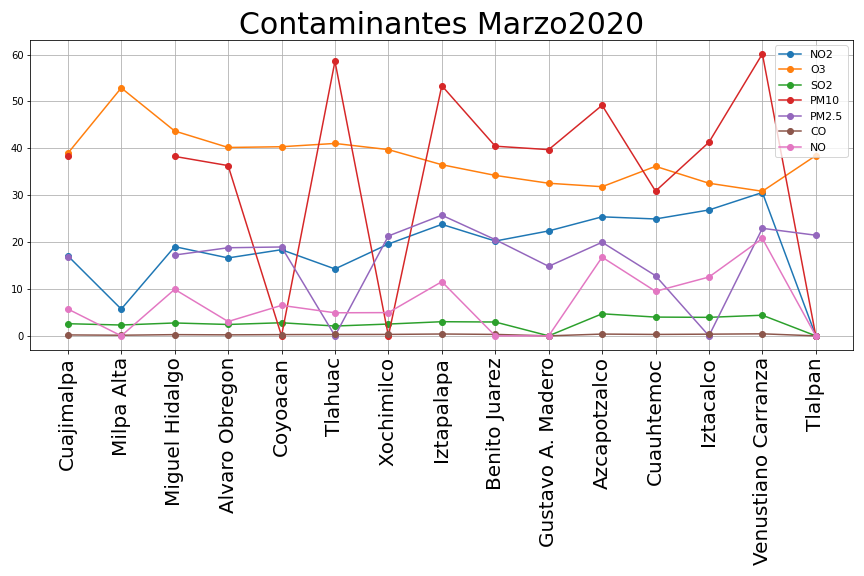 Contaminantes Marzo2020
60
50
40
30
20
10
0
NO2
O3
SO2
PM10
PM2.5
CO
NO
Cuajimalpa
Milpa Alta
Miguel Hidalgo
Alvaro Obregon
Coyoacan
Tlahuac
Xochimilco
Iztapalapa
Benito Juarez
Gustavo A. Madero
Azcapotzalco
Cuauhtemoc
Iztacalco
Venustiano Carranza
Tlalpan